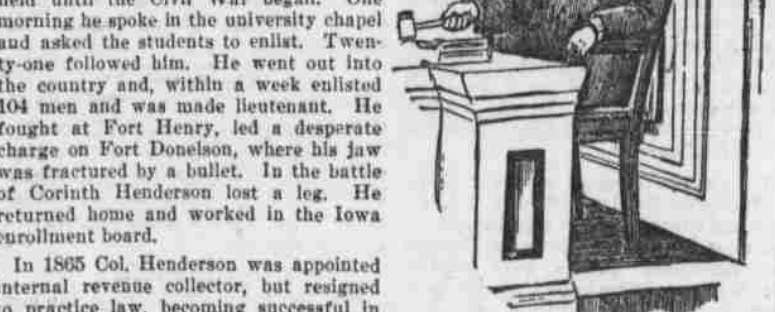 held until the Civil War began. One
morning he spoke in the university chapel
and asked the students to enlist. Twen-
ty-one followed him. He went out into
the country and, within a week enlisted
104 men and was made lieutenant. He
fought at Fort Henry, led a desperate
charge on Fort Donelson, where his jaw
was fractured by a bullet. In the battle
of Corinth Henderson lost a leg. He
returned home and worked in the Iowa
enrollment board.
In 1865 Col. Henderson was appointed
internal revenue collector, but resigned
to practice law, becoming successful in